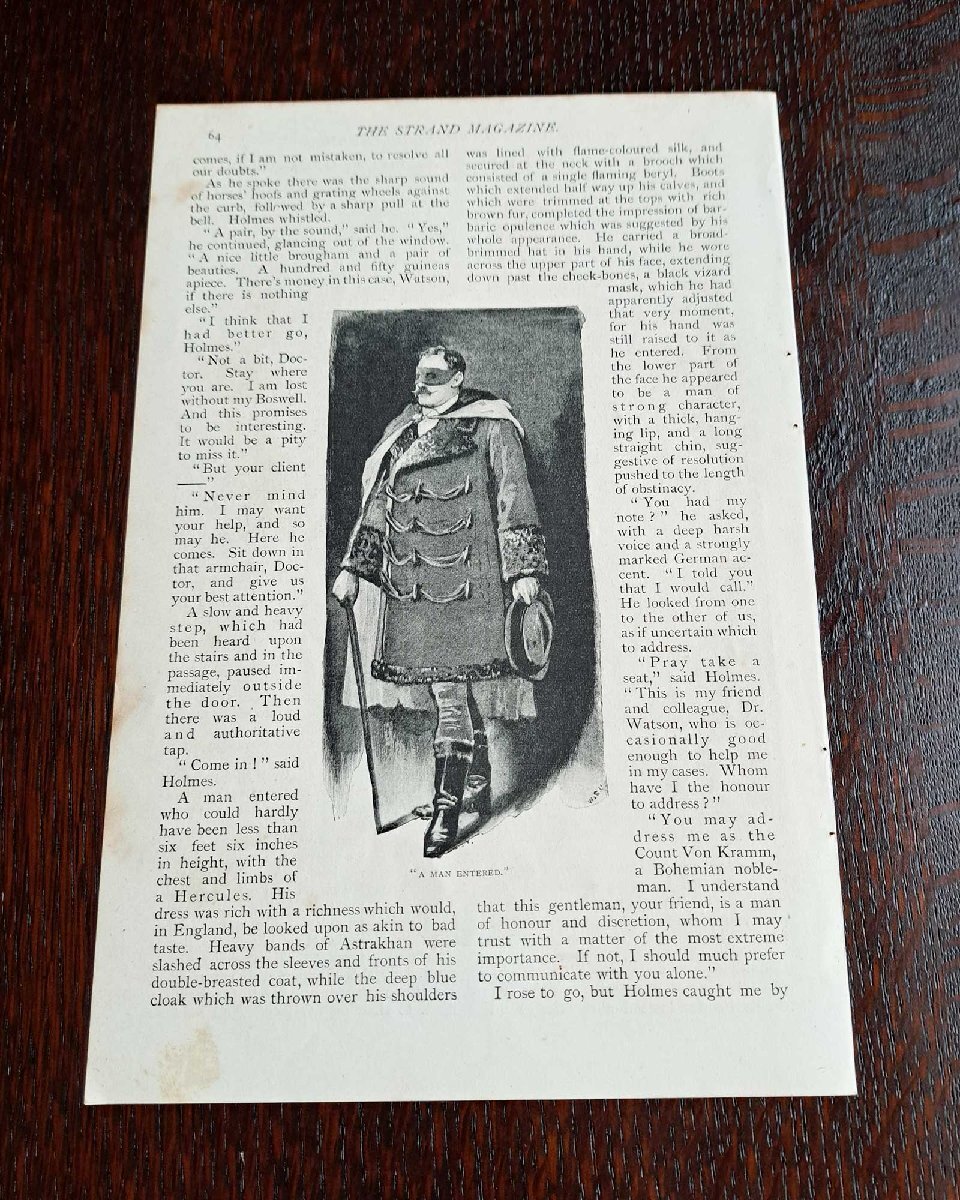 64
THE STRAND MAGAZINE.
comes, if I am not mistaken, to resolve all
our doubts."
As he spoke there was the sharp sound
of horses' hoofs and grating wheels against
the curb, followed by a sharp pull at the
bell. Holmes whistled.
"A pair, by the sound," said he. "Yes,"
he continued, glancing out of the window.
"A nice little brougham and a pair of
beauties. A hundred and fifty guineas
apiece. There's money in this case, Watson,
if there is nothing
else."
"I think that I
had better go,
Holmes."
"Not a bit, Doc-
tor. Stay where
you are. I am lost
without my Boswell.
And this promises
to be interesting.
It would be a pity
to miss it."
"But your client
——"
"Never mind
him. I may want
your help, and so
may he. Here he
comes. Sit down in
that armchair, Doc-
tor, and give us
your best attention."
A slow and heavy
step, which had
been heard upon
the stairs and in the
passage, paused im-
mediately outside
the door. Then
there was a loud
and authoritative
tap.
"Come in!" said
Holmes.
A man entered
who could hardly
have been less than
six feet six inches
in height, with the
chest and limbs of
a Hercules. His
dress was rich with a richness which would,
in England, be looked upon as akin to bad
taste. Heavy bands of Astrakhan were
slashed across the sleeves and fronts of his
double-breasted coat, while the deep blue
cloak which was thrown over his shoulders
was lined with flame-coloured silk, and
secured at the neck with a brooch which
consisted of a single flaming beryl. Boots
which extended half way up his calves, and
which were trimmed at the tops with rich
brown fur, completed the impression of bar-
baric opulence which was suggested by his
whole appearance. He carried a broad-
brimmed hat in his hand, while he wore
across the upper part of his face, extending
down past the cheek-bones, a black vizard
mask, which he had
apparently adjusted
that very moment,
for his hand was
still raised to it as
he entered. From
the lower part of
the face he appeared
to be a man of
strong character,
with a thick, hang-
ing lip, and a long
straight chin, sug-
gestive of resolution
pushed to the length
of obstinacy.
"You had my
note?" he asked,
with a deep harsh
voice and a strongly
marked German ac-
cent. "I told you
that I would call."
He looked from one
to the other of us,
as if uncertain which
to address.
"Pray take a
seat," said Holmes.
"This is my friend
and colleague, Dr.
Watson, who is oc-
casionally good
enough to help me
in my cases. Whom
have I the honour
to address?"
"You may ad-
dress me as the
Count Von Kramm,
a Bohemian noble-
man. I understand
that this gentleman, your friend, is a man
of honour and discretion, whom I may
trust with a matter of the most extreme
importance. If not, I should much prefer
to communicate with you alone."
I rose to go, but Holmes caught me by
"A MAN ENTERED."